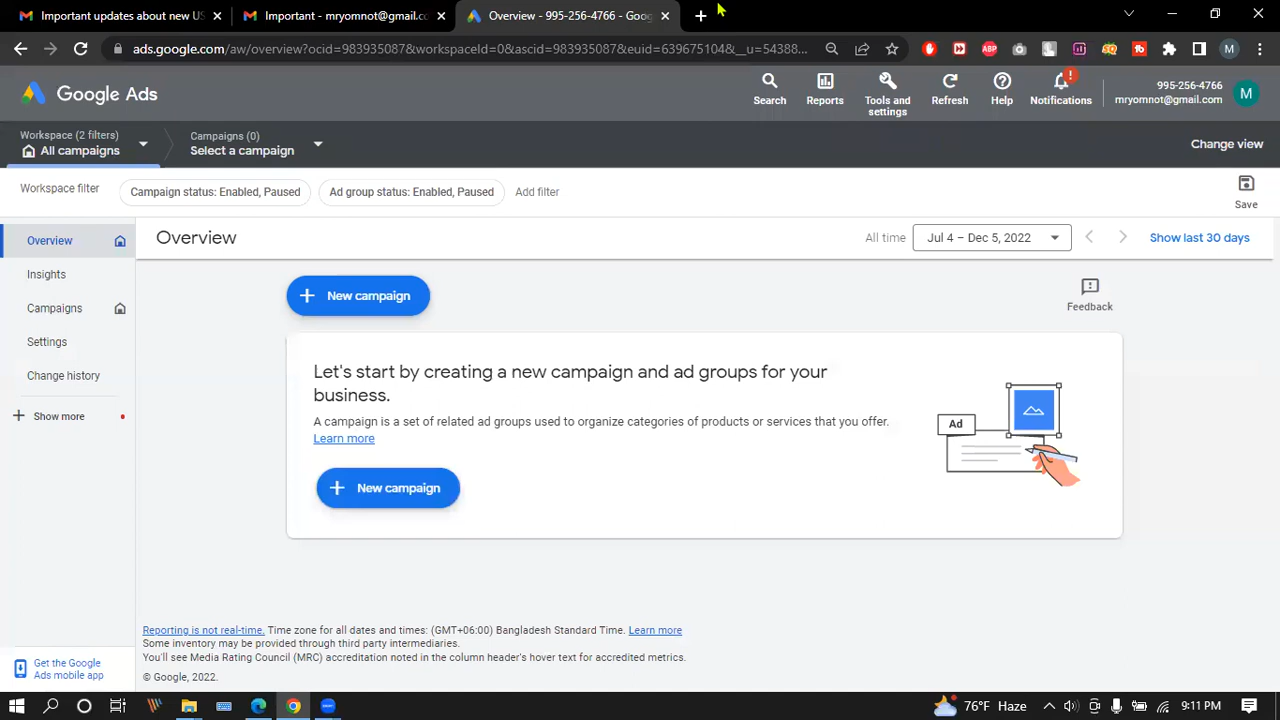 Important updates about new US
Important - mryomnot@gmail.co
Overview - 995-256-4766 - Goog
ads.google.com/aw/overview?ocid=983935087&workspaceId=0&ascid=983935087&euid=639675104&__u=54388...
ABP
M
Google Ads
Search
Reports
Tools and settings
Refresh
Help
Notifications
!
995-256-4766
mryomnot@gmail.com
M
Workspace (2 filters)
All campaigns
Campaigns (0)
Select a campaign
Change view
Workspace filter
Campaign status: Enabled, Paused
Ad group status: Enabled, Paused
Add filter
Save
Overview
Insights
Campaigns
Settings
Change history
Show more
Overview
All time
Jul 4 – Dec 5, 2022
Show last 30 days
New campaign
Feedback
Let's start by creating a new campaign and ad groups for your
business.
A campaign is a set of related ad groups used to organize categories of products or services that you offer.
Learn more
New campaign
Ad
Reporting is not real-time. Time zone for all dates and times: (GMT+06:00) Bangladesh Standard Time. Learn more
Some inventory may be provided through third party intermediaries.
You'll see Media Rating Council (MRC) accreditation noted in the column header's hover text for accredited metrics.
© Google, 2022.
Get the Google
Ads mobile app
76°F Haze
9:11 PM